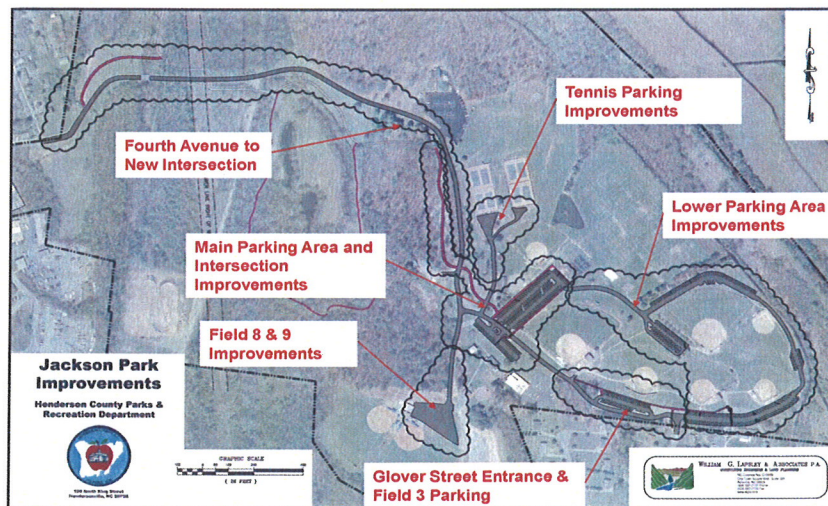 Tennis Parking
Improvements
Fourth Avenue to
New Intersection
Lower Parking Area
Improvements
Main Parking Area and
Intersection
Improvements
Field 8 & 9
Improvements
Jackson Park
Improvements
Henderson County Parks &
Recreation Department
GRAPHIC SCALE
( IN FEET )
Glover Street Entrance &
Field 3 Parking
WILLIAM G. LAPSLEY & ASSOCIATES P.A.